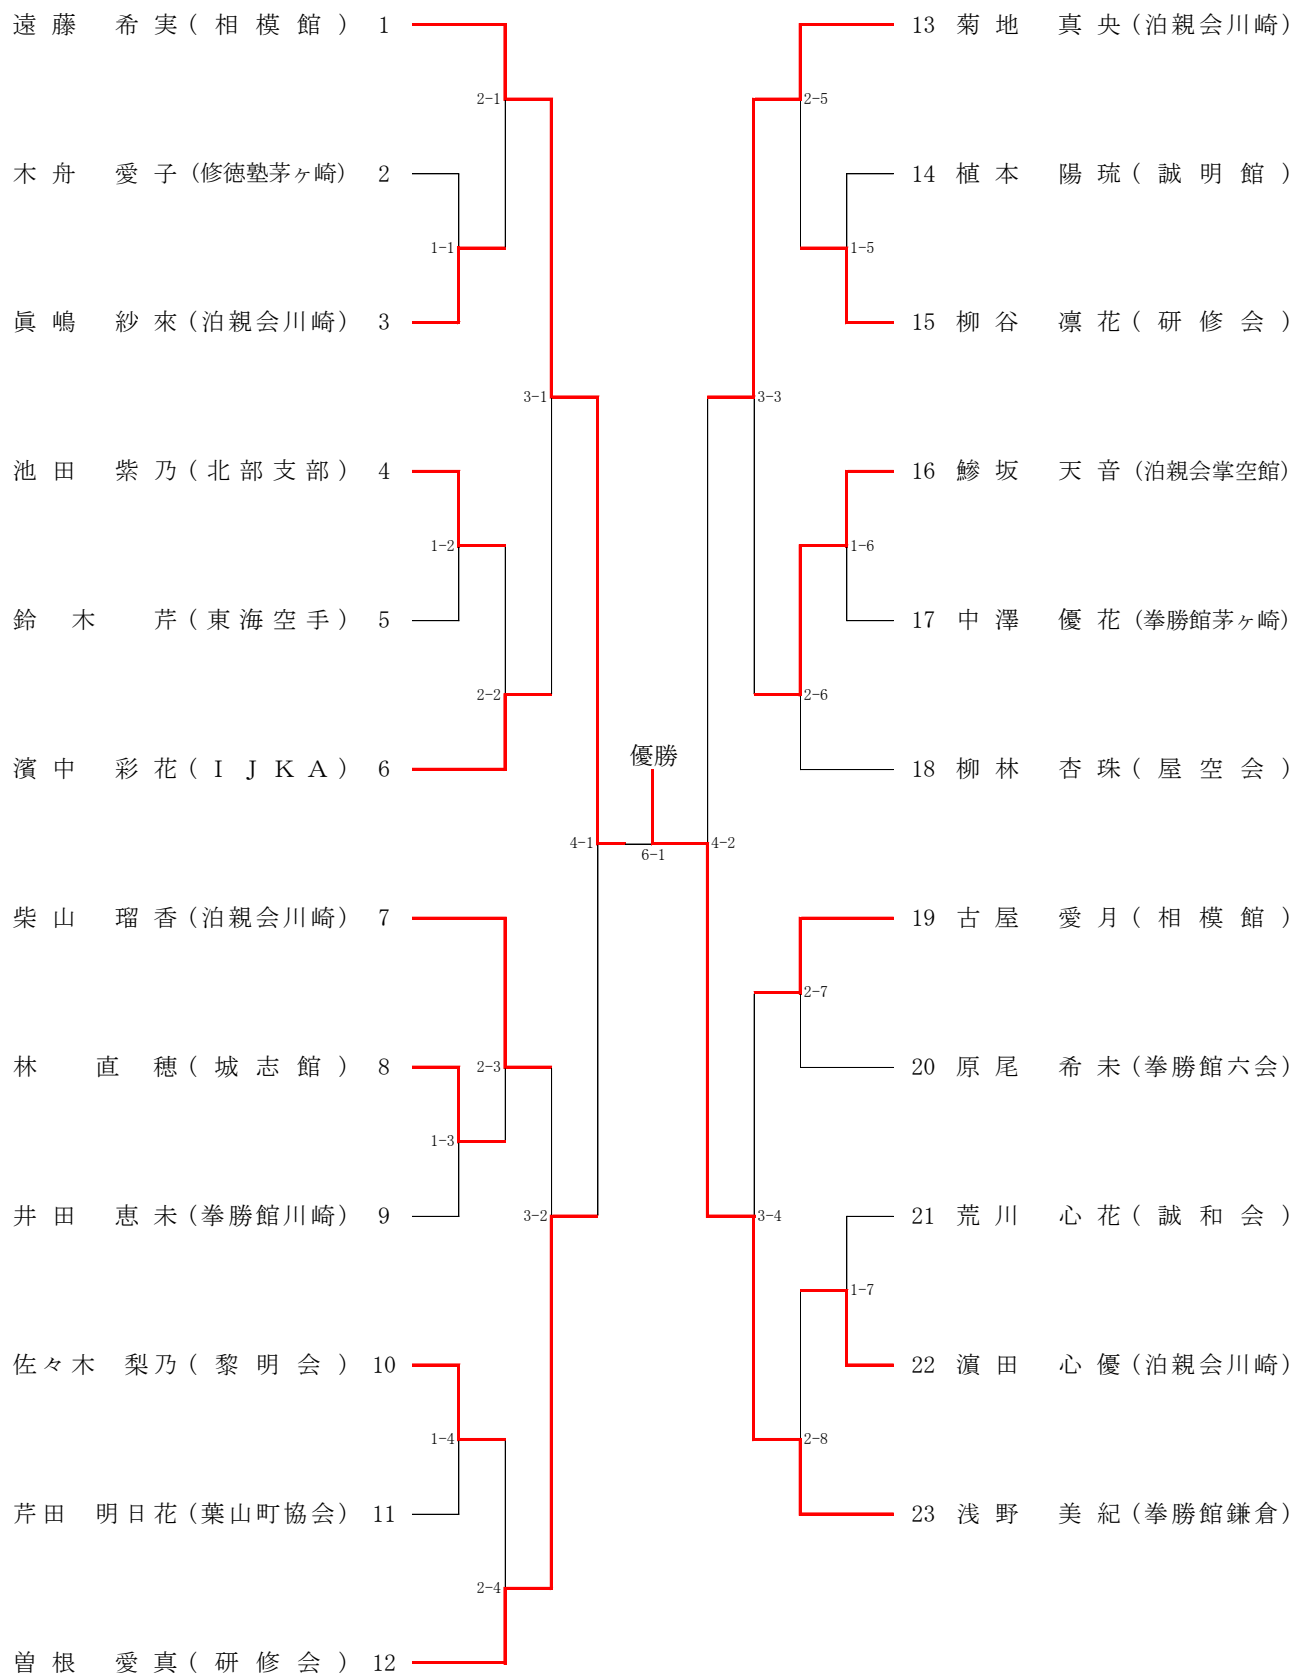 遠藤 希実(相模館) 1
2-1
木舟 愛子(修徳塾茅ヶ崎) 2
1-1
眞嶋 紗來(泊親会川崎) 3
3-1
池田 紫乃(北部支部) 4
1-2
鈴木 芹(東海空手) 5
2-2
濱中 彩花(IJKA) 6
4-1
柴山 瑠香(泊親会川崎) 7
林 直穂(城志館) 8
2-3
1-3
井田 恵未(拳勝館川崎) 9
3-2
佐々木 梨乃(黎明会) 10
1-4
芹田 明日花(葉山町協会) 11
2-4
曽根 愛真(研修会) 12
優勝
6-1
13 菊地 真央(泊親会川崎)
2-5
14 植本 陽琉(誠明館)
1-5
15 柳谷 凛花(研修会)
3-3
16 鯵坂 天音(泊親会掌空館)
1-6
17 中澤 優花(拳勝館茅ヶ崎)
2-6
18 柳林 杏珠(屋空会)
4-2
19 古屋 愛月(相模館)
2-7
20 原尾 希未(拳勝館六会)
21 荒川 心花(誠和会)
3-4
1-7
22 濵田 心優(泊親会川崎)
2-8
23 浅野 美紀(拳勝館鎌倉)